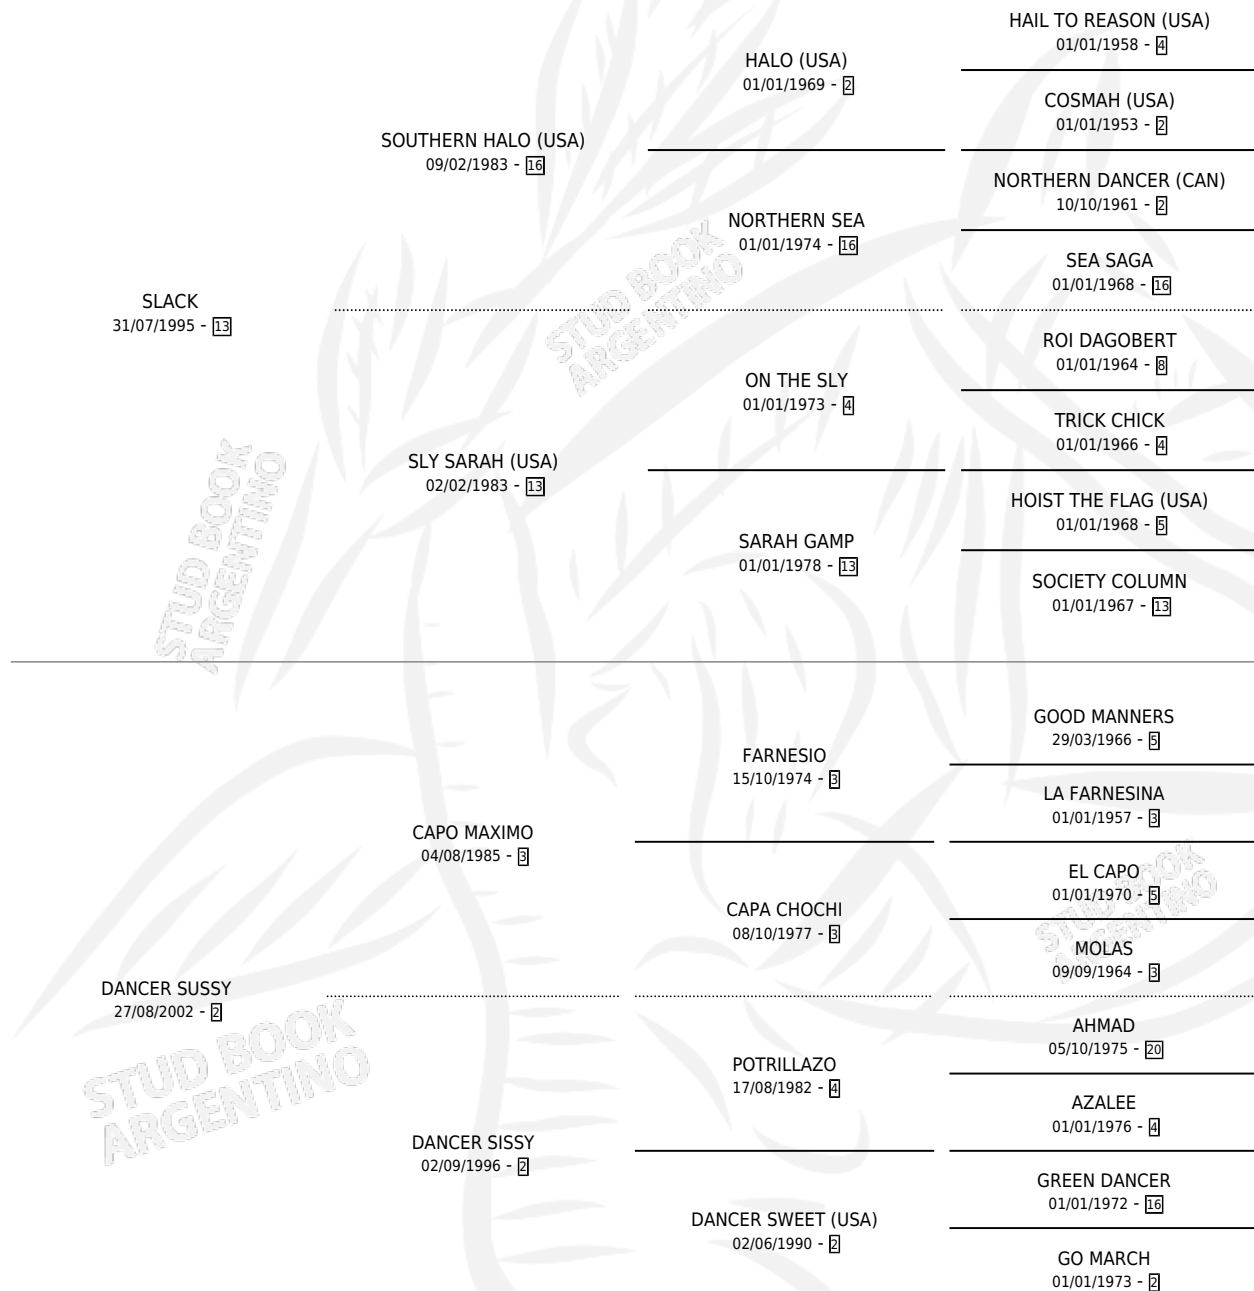 HAIL TO REASON (USA)
01/01/1958 - 4
HALO (USA)
01/01/1969 - 2
COSMAH (USA)
01/01/1953 - 2
SOUTHERN HALO (USA)
09/02/1983 - 16
NORTHERN DANCER (CAN)
10/10/1961 - 2
NORTHERN SEA
01/01/1974 - 16
SEA SAGA
01/01/1968 - 16
SLACK
31/07/1995 - 13
STUD BOOK
ARGENTINO
ROI DAGOBERT
01/01/1964 - 8
ON THE SLY
01/01/1973 - 4
TRICK CHICK
01/01/1966 - 4
SLY SARAH (USA)
02/02/1983 - 13
HOIST THE FLAG (USA)
01/01/1968 - 5
SARAH GAMP
01/01/1978 - 13
SOCIETY COLUMN
01/01/1967 - 13
STUD BOOK
ARGENTINO
GOOD MANNERS
29/03/1966 - 5
FARNESIO
15/10/1974 - 3
LA FARNESINA
01/01/1957 - 3
CAPO MAXIMO
04/08/1985 - 3
EL CAPO
01/01/1970 - 5
CAPA CHOCHI
08/10/1977 - 3
MOLAS
09/09/1964 - 3
STUD BOOK
ARGENTINO
DANCER SUSSY
27/08/2002 - 2
STUD BOOK
ARGENTINO
AHMAD
05/10/1975 - 20
POTRILLAZO
17/08/1982 - 4
AZALEE
01/01/1976 - 4
DANCER SISSY
02/09/1996 - 2
GREEN DANCER
01/01/1972 - 16
DANCER SWEET (USA)
02/06/1990 - 2
GO MARCH
01/01/1973 - 2